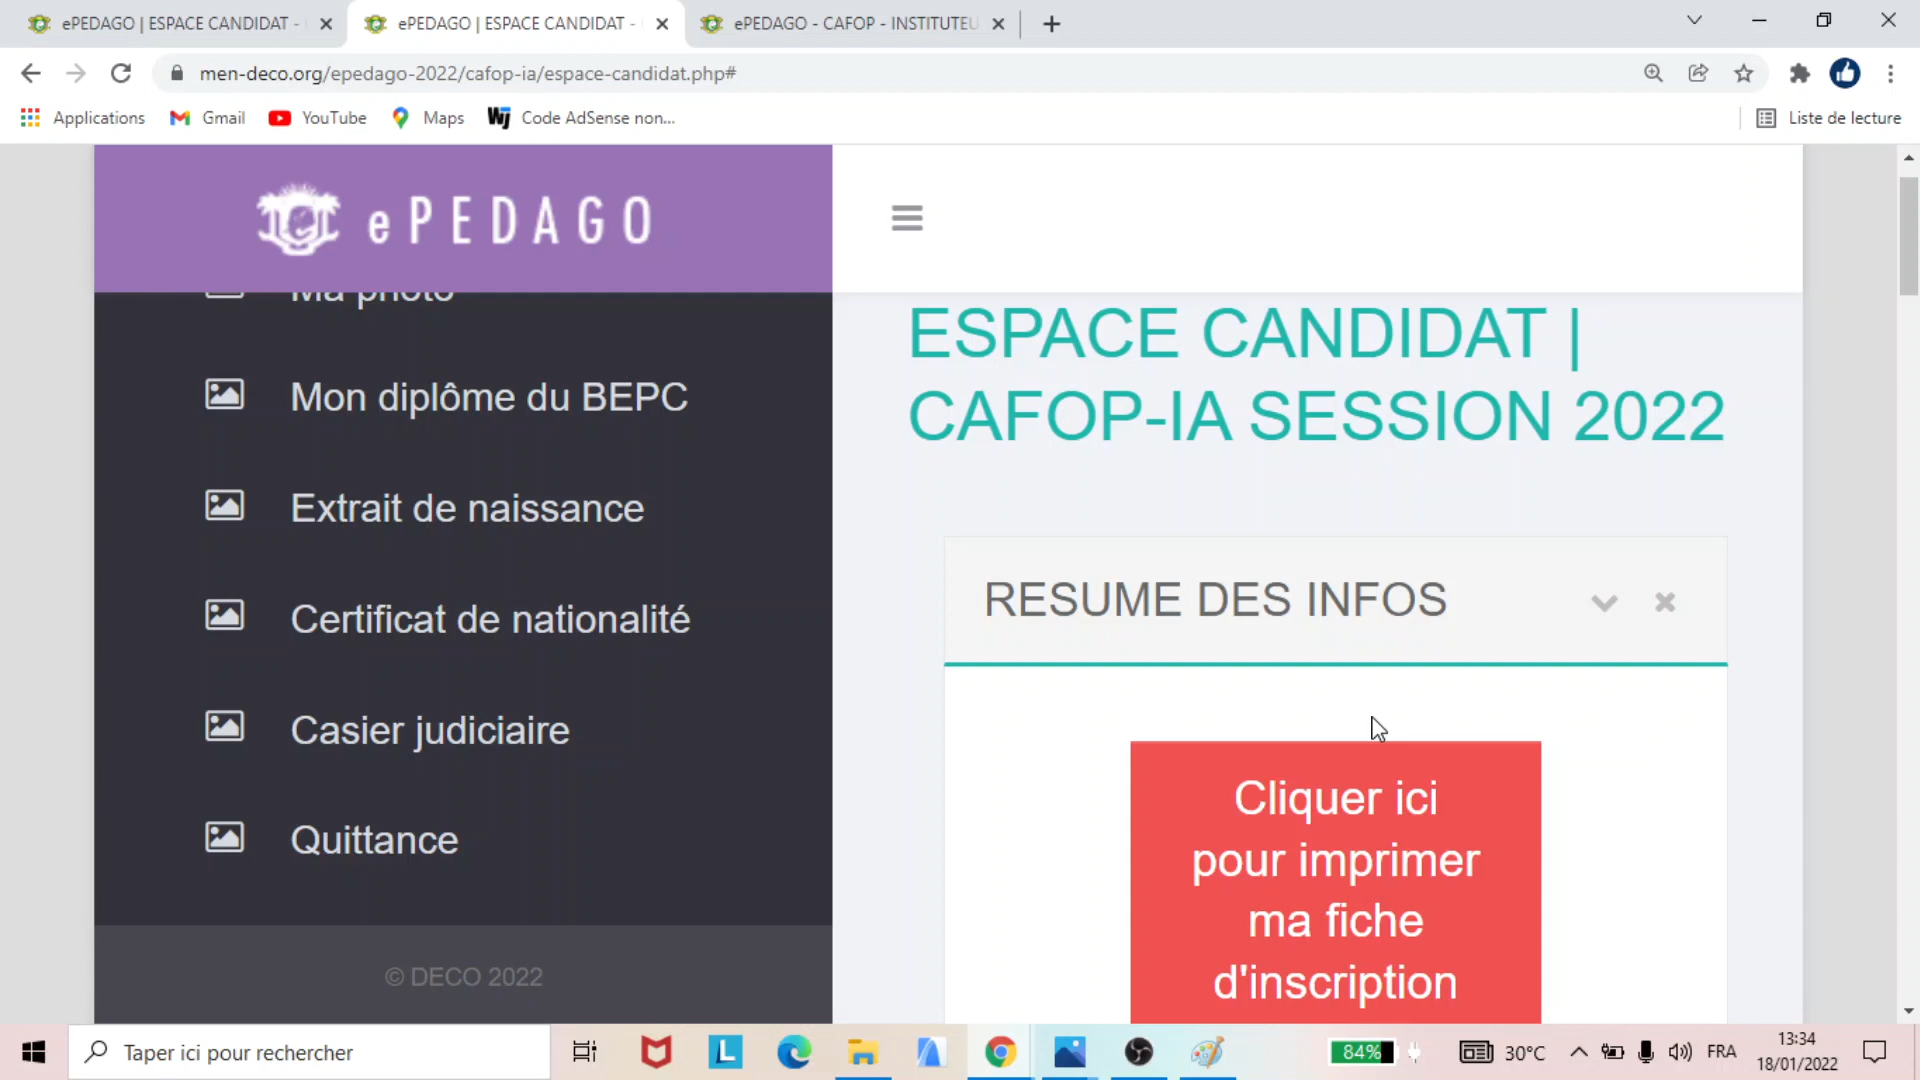 ePEDAGO | ESPACE CANDIDAT -
ePEDAGO | ESPACE CANDIDAT -
ePEDAGO - CAFOP - INSTITUTEU
men-deco.org/epedago-2022/cafop-ia/espace-candidat.php#
Applications
Gmail
YouTube
Maps
Code AdSense non...
Liste de lecture
ePEDAGO
Ma photo
Mon diplôme du BEPC
Extrait de naissance
Certificat de nationalité
Casier judiciaire
Quittance
© DECO 2022
ESPACE CANDIDAT |
CAFOP-IA SESSION 2022
RESUME DES INFOS
Cliquer ici
pour imprimer
ma fiche
d'inscription
Taper ici pour rechercher
84%
30°C
FRA
13:34
18/01/2022